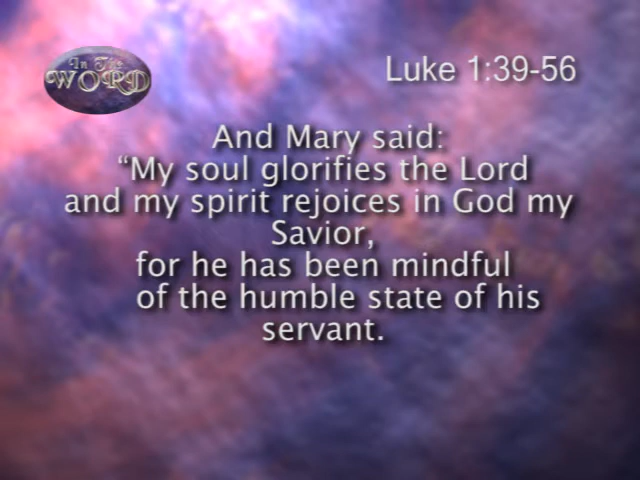 In The
WORD
Luke 1:39-56
And Mary said:
“My soul glorifies the Lord
and my spirit rejoices in God my
Savior,
for he has been mindful
of the humble state of his
servant.